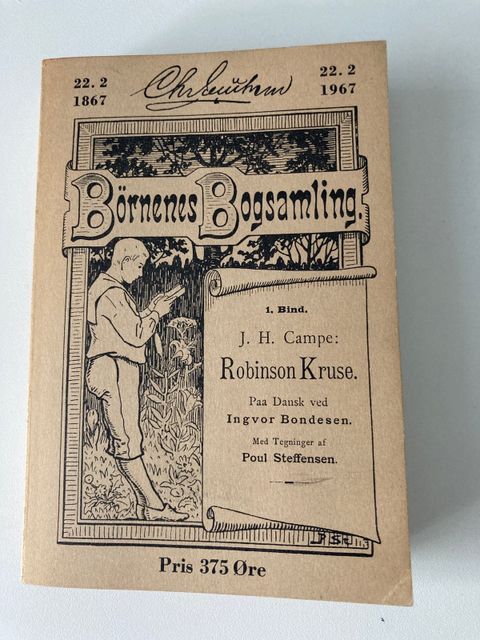 22. 2
1867
22. 2
1967
Börnenes Bogsamling.
1. Bind.
J. H. Campe:
Robinson Kruse.
Paa Dansk ved
Ingvor Bondesen.
Med Tegninger af
Poul Steffensen.
Pris 375 Øre